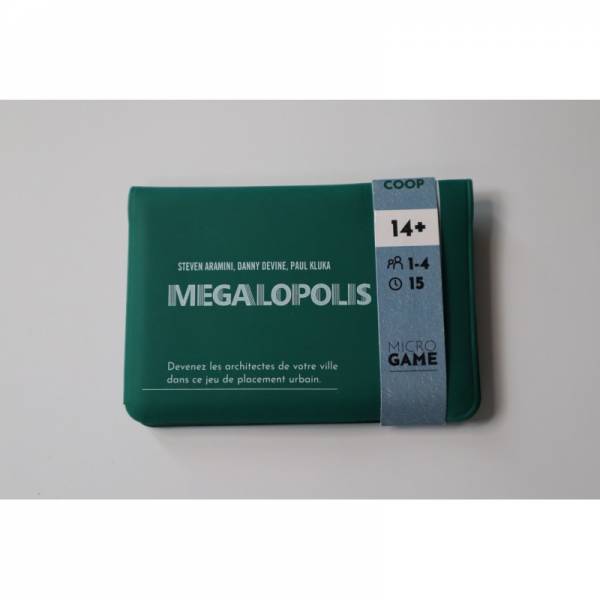 STEVEN ARAMINI, DANNY DEVINE, PAUL KLUKA
MEGALOPOLIS
Devenez les architectes de votre ville
dans ce jeu de placement urbain.
COOP
14+
1-4
15
MICRO
GAME